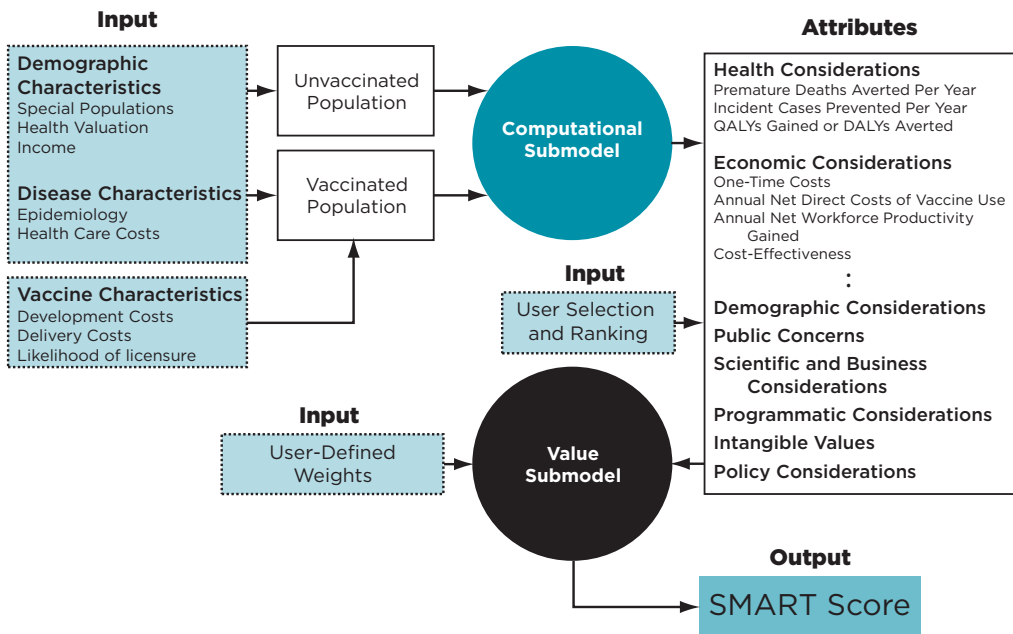 Input
Demographic
Characteristics
Special Populations
Health Valuation
Income
Disease Characteristics
Epidemiology
Health Care Costs
Vaccine Characteristics
Development Costs
Delivery Costs
Likelihood of licensure
Unvaccinated
Population
Vaccinated
Population
Computational
Submodel
Attributes
Health Considerations
Premature Deaths Averted Per Year
Incident Cases Prevented Per Year
QALYs Gained or DALYs Averted
Economic Considerations
One-Time Costs
Annual Net Direct Costs of Vaccine Use
Annual Net Workforce Productivity
Gained
Cost-Effectiveness
:
Demographic Considerations
Public Concerns
Scientific and Business
Considerations
Programmatic Considerations
Intangible Values
Policy Considerations
Input
User Selection
and Ranking
Input
User-Defined
Weights
Value
Submodel
Output
SMART Score